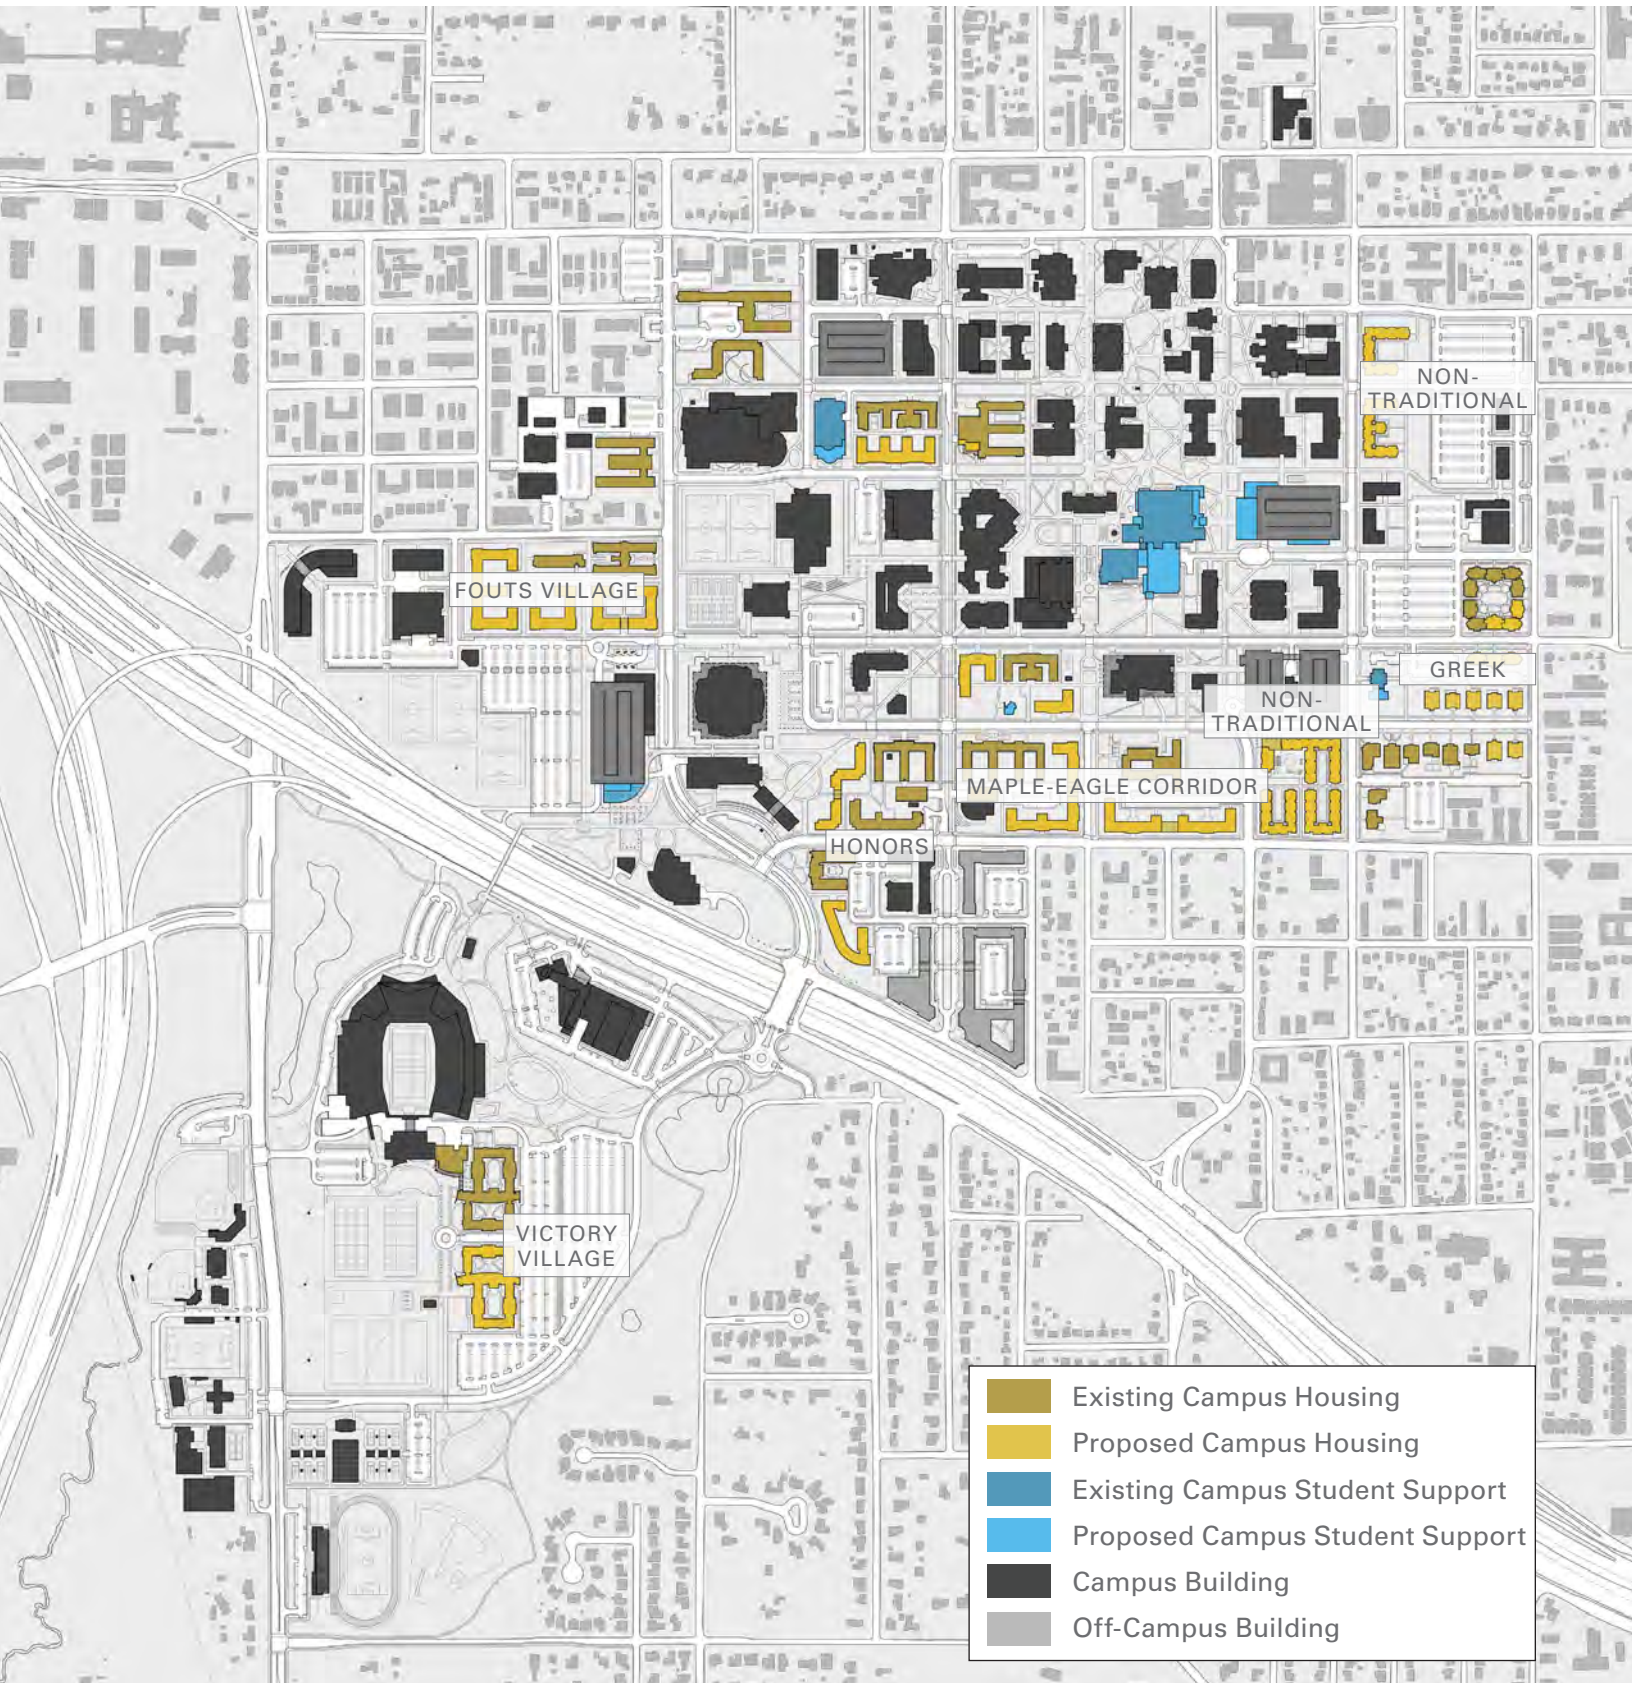 NON-
TRADITIONAL
FOUTS VILLAGE
GREEK
NON-
TRADITIONAL
MAPLE-EAGLE CORRIDOR
HONORS
VICTORY
VILLAGE
Existing Campus Housing
Proposed Campus Housing
Existing Campus Student Support
Proposed Campus Student Support
Campus Building
Off-Campus Building